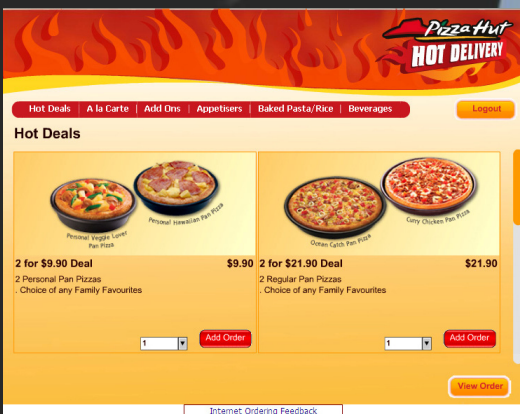 Pizza Hut
HOT DELIVERY
Hot Deals | A la Carte | Add Ons | Appetisers | Baked Pasta/Rice | Beverages
Logout
Hot Deals
Personal Veggie Lover
Pan Pizza
Personal Hawaiian Pan Pizza
Ocean Catch Pan Pizza
Curry Chicken Pan Pizza
2 for $9.90 Deal $9.90
2 Personal Pan Pizzas
. Choice of any Family Favourites
1
Add Order
2 for $21.90 Deal $21.90
2 Regular Pan Pizzas
. Choice of any Family Favourites
1
Add Order
View Order
Internet Ordering Feedback